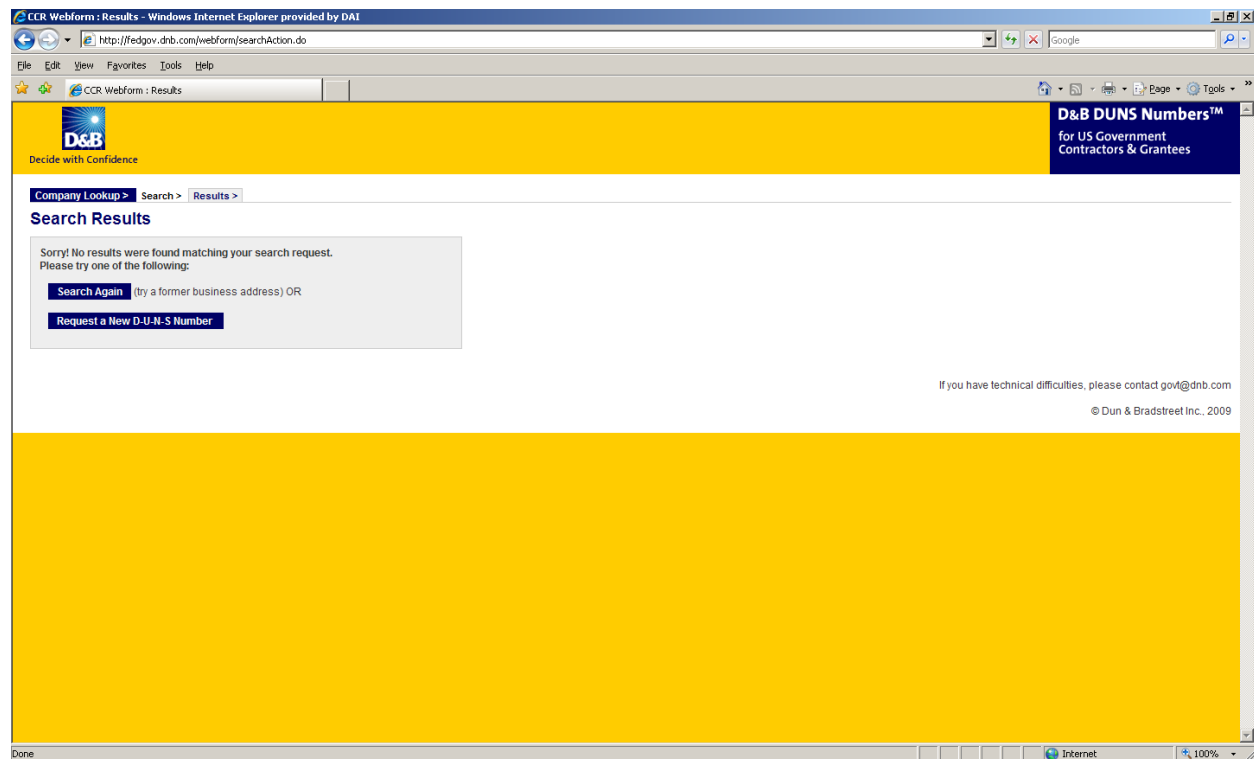 CCR Webform : Results - Windows Internet Explorer provided by DAI
http://fedgov.dnb.com/webform/searchAction.do
Google
File Edit View Favorites Tools Help
CCR Webform : Results
Page Tools »
D&B
Decide with Confidence
D&B DUNS Numbers™
for US Government
Contractors & Grantees
Company Lookup > Search > Results >
Search Results
Sorry! No results were found matching your search request.
Please try one of the following:
Search Again (try a former business address) OR
Request a New D-U-N-S Number
If you have technical difficulties, please contact govt@dnb.com
© Dun & Bradstreet Inc., 2009
Done
Internet
100%